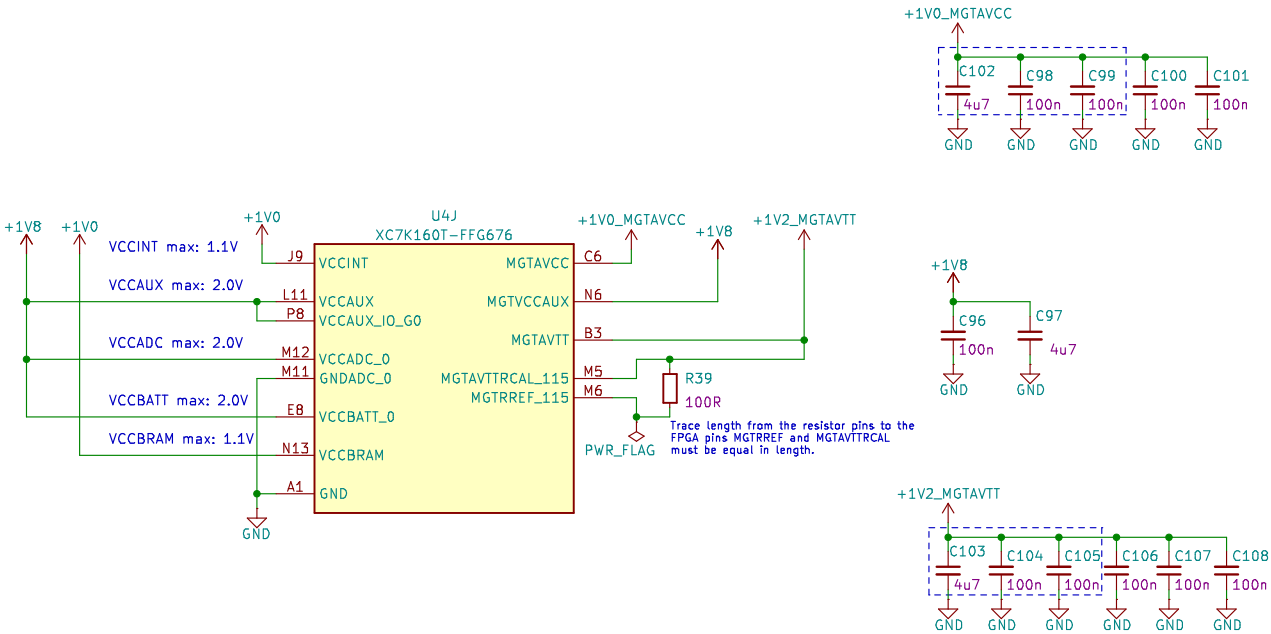 +1V0_MGTAVCC
C102
C98
C99
C100
C101
4u7
100n
100n
100n
100n
GND
GND
GND
GND
GND
+1V8
+1V0
+1V0
U4J
XC7K160T-FFG676
+1V0_MGTAVCC
+1V8
+1V2_MGTAVTT
VCCINT max: 1.1V
VCCAUX max: 2.0V
VCCADC max: 2.0V
VCCBATT max: 2.0V
VCCBRAM max: 1.1V
J9
VCCINT
L11
VCCAUX
P8
VCCAUX_IO_G0
M12
VCCADC_0
M11
GNDADC_0
E8
VCCBATT_0
N13
VCCBRAM
A1
GND
GND
MGTAVCC
C6
MGTVCCAUX
N6
MGTAVTT
B3
MGTAVTTRCAL_115
M5
MGTRREF_115
M6
R39
100R
PWR_FLAG
Trace length from the resistor pins to the
FPGA pins MGTRREF and MGTAVTTRCAL
must be equal in length.
+1V8
C96
C97
100n
4u7
GND
GND
+1V2_MGTAVTT
C103
C104
C105
C106
C107
C108
4u7
100n
100n
100n
100n
100n
GND
GND
GND
GND
GND
GND